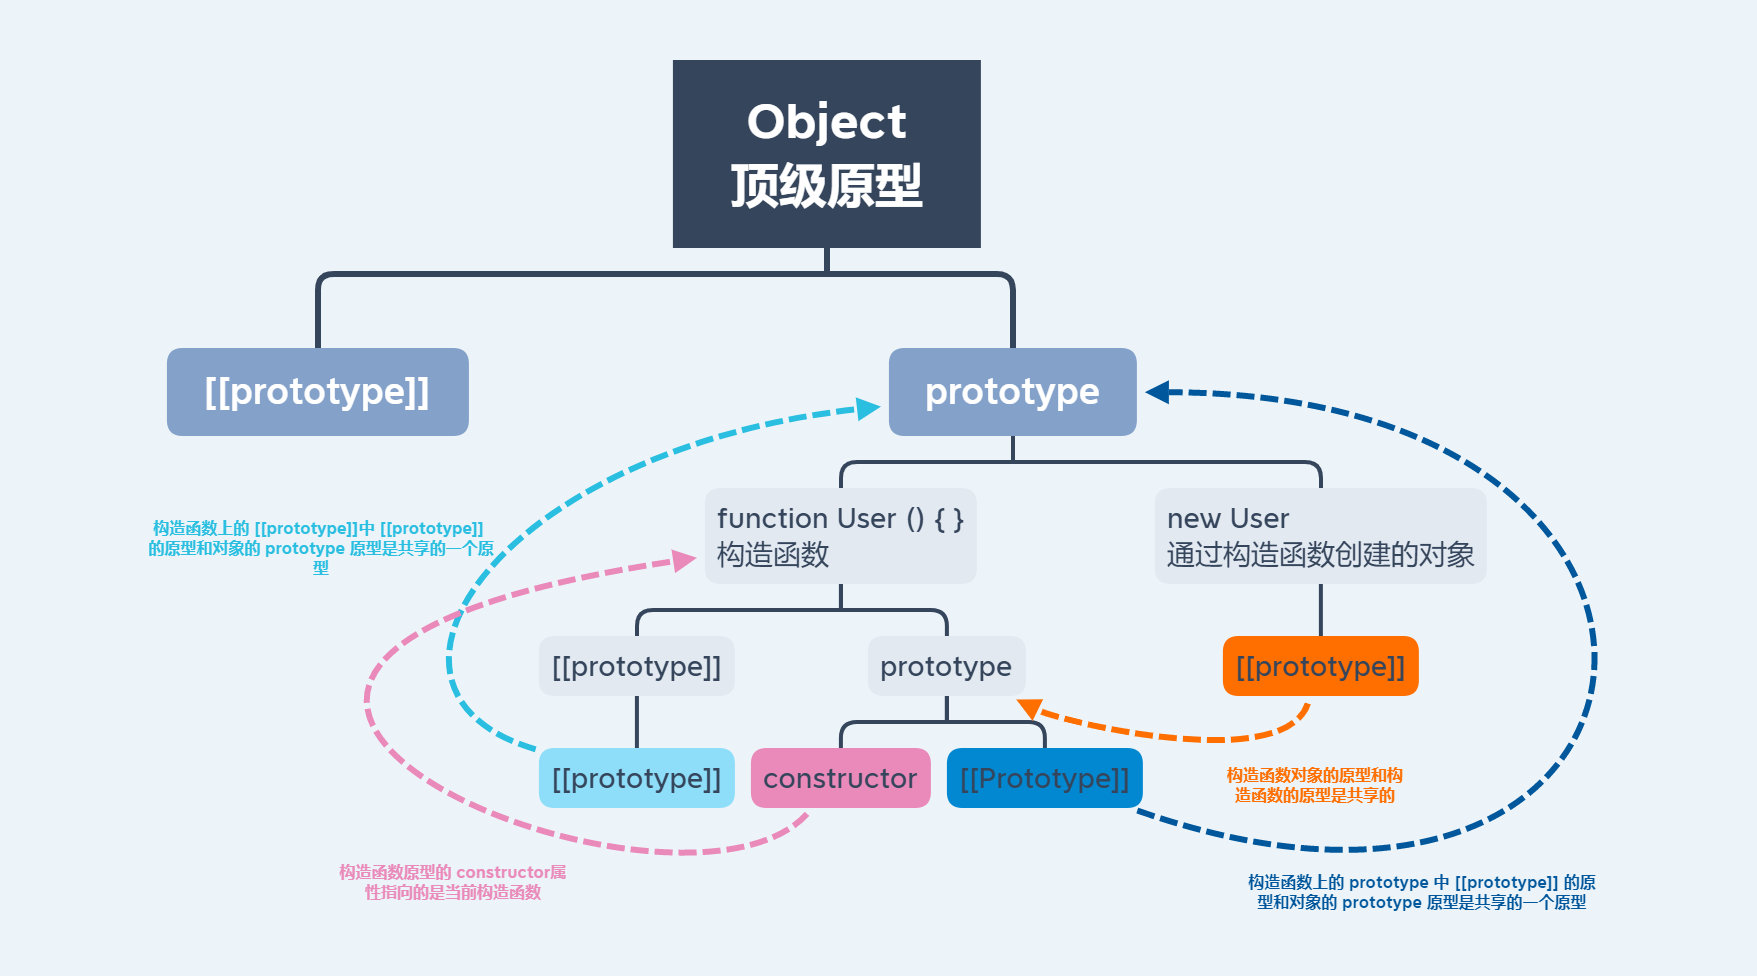 Object
顶级原型
[[prototype]]
prototype
构造函数上的 [[prototype]]中 [[prototype]]
的原型和对象的 prototype 原型是共享的一个原
型
function User () { }
构造函数
new User
通过构造函数创建的对象
[[prototype]]
prototype
[[prototype]]
[[prototype]]
constructor
[[Prototype]]
构造函数对象的原型和构
造函数的原型是共享的
构造函数原型的 constructor属
性指向的是当前构造函数
构造函数上的 prototype 中 [[prototype]] 的原
型和对象的 prototype 原型是共享的一个原型